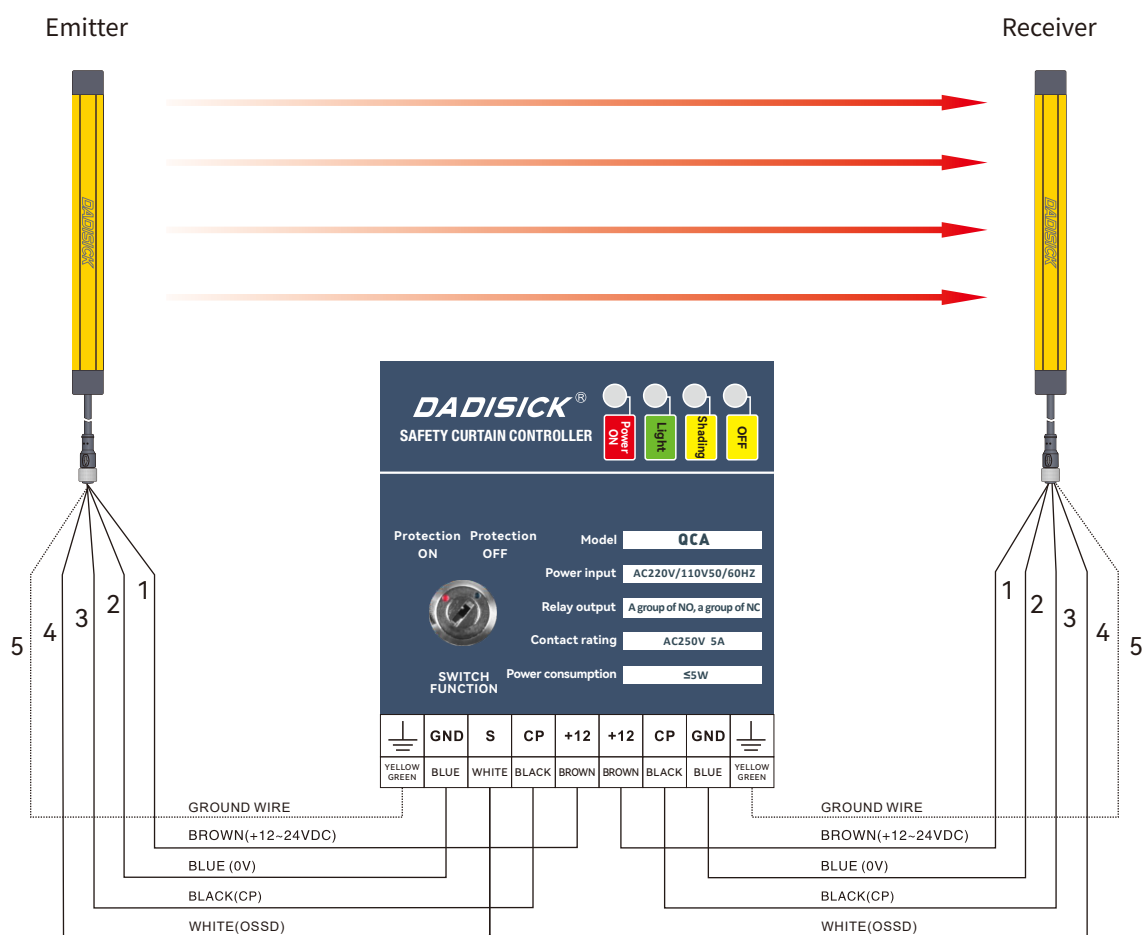 Emitter
Receiver
DADISICK
DADISICK
DADISICK®
SAFETY CURTAIN CONTROLLER
Power ON
Light
Shading
OFF
Protection ON
Protection OFF
SWITCH FUNCTION
Model QCA
Power input AC220V/110V50/60HZ
Relay output A group of NO, a group of NC
Contact rating AC250V 5A
Power consumption ≤5W
5 4 3 2 1
1 2 3 4 5
GND S CP +12 +12 CP GND
YELLOW GREEN BLUE WHITE BLACK BROWN BROWN BLACK BLUE YELLOW GREEN
GROUND WIRE
BROWN(+12~24VDC)
BLUE (0V)
BLACK(CP)
WHITE(OSSD)
GROUND WIRE
BROWN(+12~24VDC)
BLUE (0V)
BLACK(CP)
WHITE(OSSD)